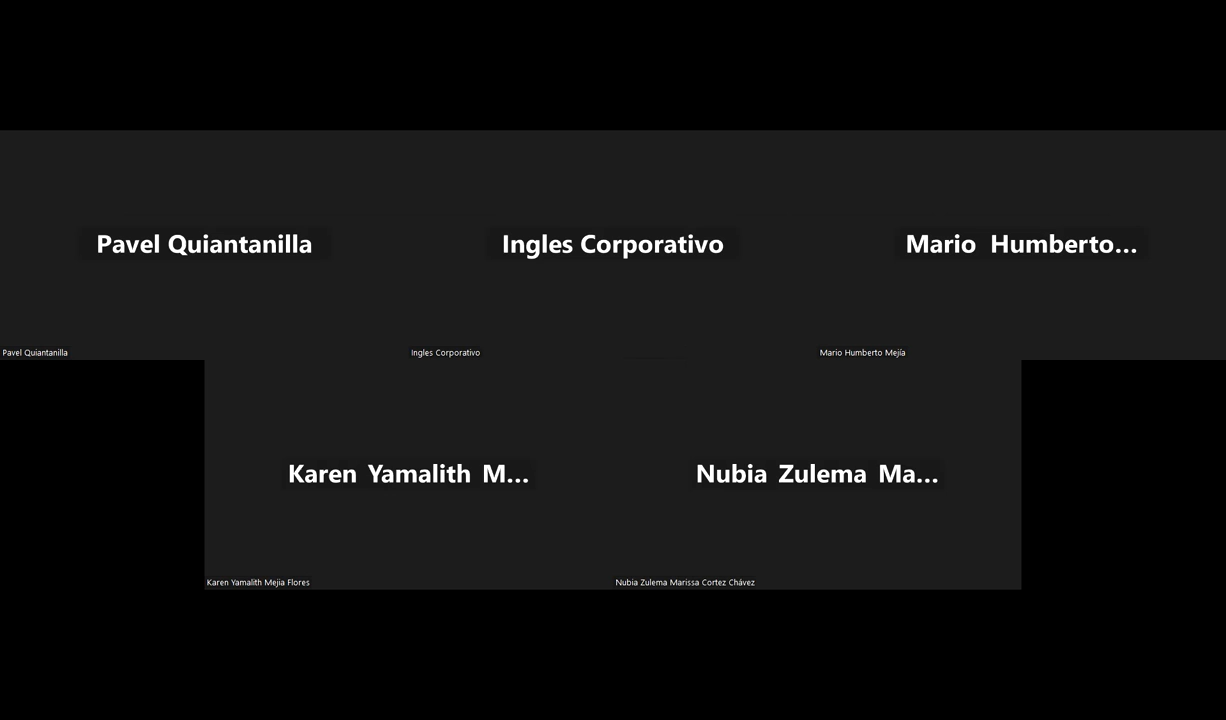 Pavel Quiantanilla
Ingles Corporativo
Mario Humberto...
Pavel Quiantanilla
Ingles Corporativo
Mario Humberto Mejía
Karen Yamalith M...
Nubia Zulema Ma...
Karen Yamalith Mejia Flores
Nubia Zulema Marissa Cortez Chávez